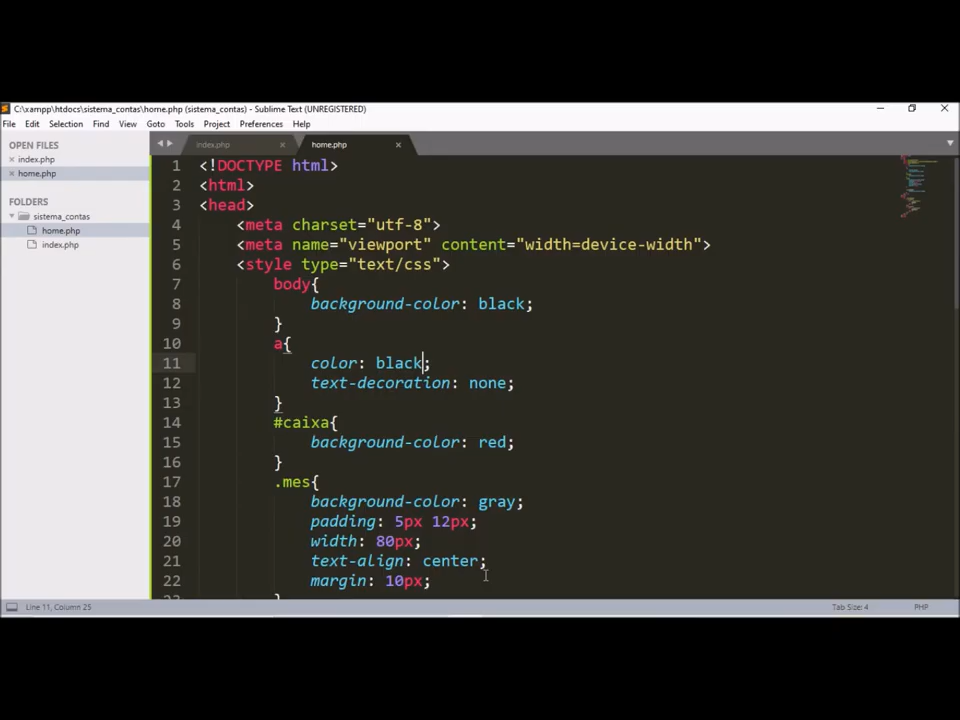 C:\xampp\htdocs\sistema_contas\home.php (sistema_contas) - Sublime Text (UNREGISTERED)
File Edit Selection Find View Goto Tools Project Preferences Help
OPEN FILES
index.php
home.php
FOLDERS
sistema_contas
home.php
index.php
index.php home.php
1 <!DOCTYPE html>
2 <html>
3 <head>
4 <meta charset="utf-8">
5 <meta name="viewport" content="width=device-width">
6 <style type="text/css">
7 body{
8 background-color: black;
9 }
10 a{
11 color: black;
12 text-decoration: none;
13 }
14 #caixa{
15 background-color: red;
16 }
17 .mes{
18 background-color: gray;
19 padding: 5px 12px;
20 width: 80px;
21 text-align: center;
22 margin: 10px;
Line 11, Column 25 Tab Size: 4 PHP